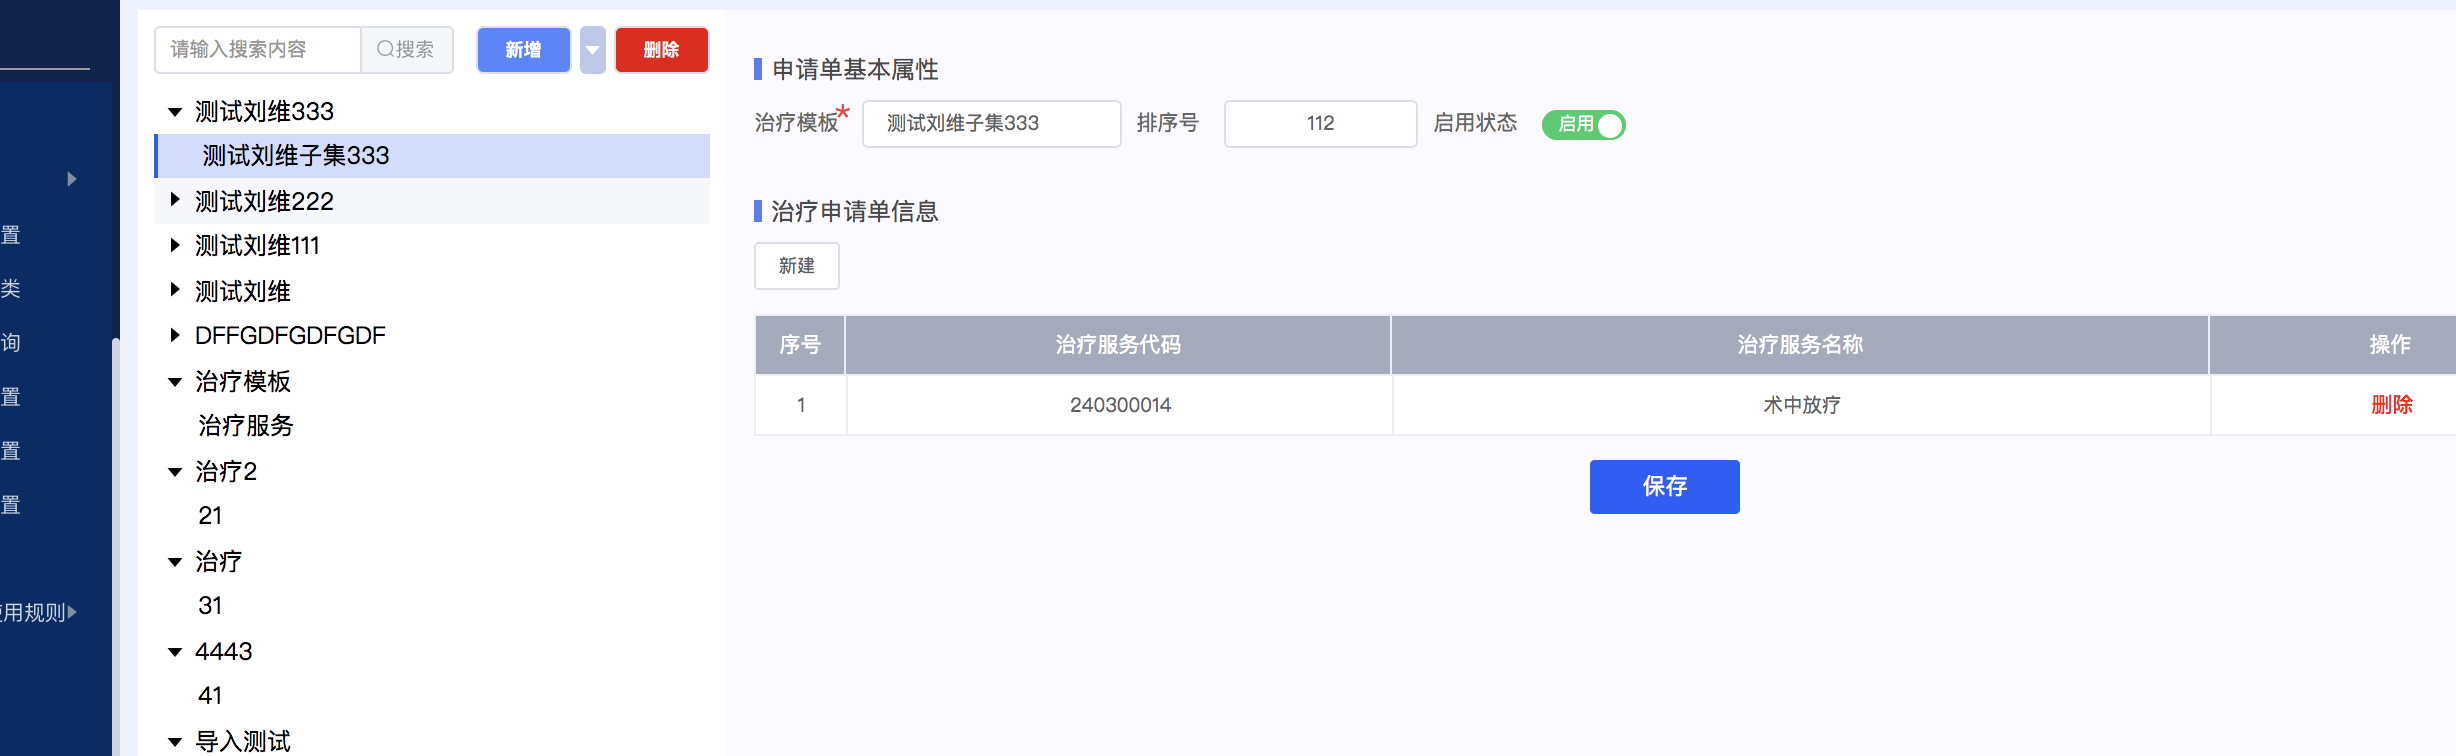 请输入搜索内容 搜索 新增 删除
测试刘维333
测试刘维子集333
测试刘维222
测试刘维111
测试刘维
DFFGDFGDFGDF
治疗模板
治疗服务
治疗2
21
治疗
31
4443
41
导入测试
置
类
询
置
置
置
用规则
申请单基本属性
治疗模板* 测试刘维子集333 排序号 112 启用状态 启用
治疗申请单信息
新建
序号 治疗服务代码 治疗服务名称 操作
1 240300014 术中放疗 删除
保存